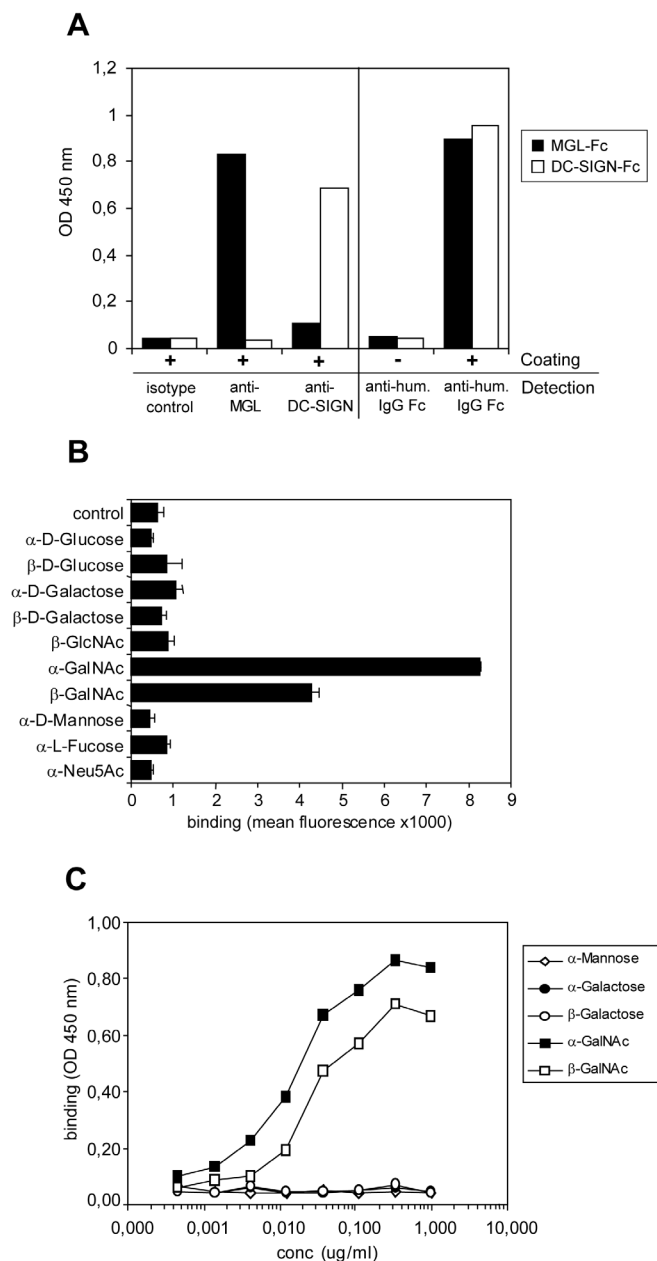 A
1,2
1
0,8
0,6
0,4
0,2
0
OD 450 nm
MGL-Fc
DC-SIGN-Fc
+ + + - + Coating
isotype control
anti-MGL
anti-DC-SIGN
anti-hum. IgG Fc
anti-hum. IgG Fc
Detection
B
control
α-D-Glucose
β-D-Glucose
α-D-Galactose
β-D-Galactose
β-GlcNAc
α-GalNAc
β-GalNAc
α-D-Mannose
α-L-Fucose
α-Neu5Ac
0 1 2 3 4 5 6 7 8 9
binding (mean fluorescence x1000)
C
1,00
0,80
0,60
0,40
0,20
0,00
binding (OD 450 nm)
0,000 0,001 0,010 0,100 1,000 10,000
conc (ug/ml)
α-Mannose
α-Galactose
β-Galactose
α-GalNAc
β-GalNAc